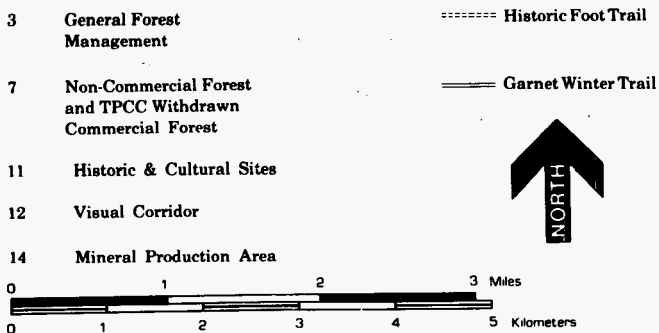 3 General Forest
Management
7 Non-Commercial Forest
and TPCC Withdrawn
Commercial Forest
11 Historic & Cultural Sites
12 Visual Corridor
14 Mineral Production Area
Historic Foot Trail
Garnet Winter Trail
NORTH
0 1 2 3 Miles
0 1 2 3 4 5 Kilometers